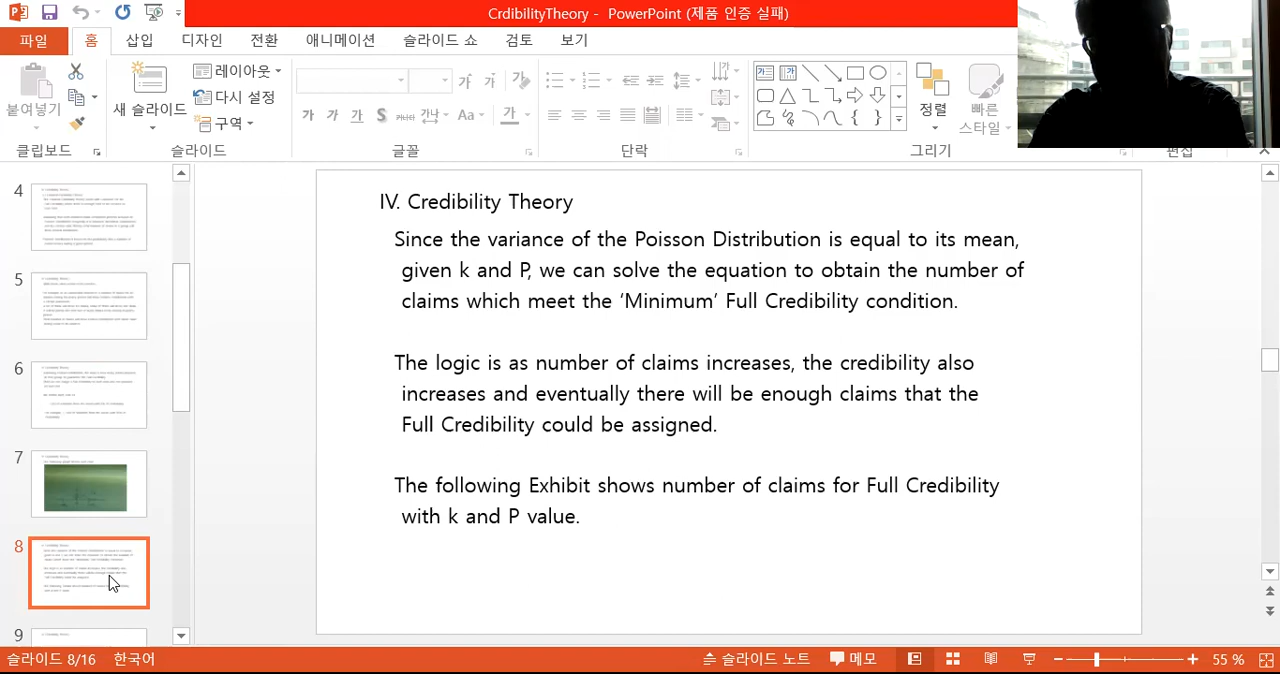 CrdibilityTheory - PowerPoint (제품 인증 실패)
파일 홈 삽입 디자인 전환 애니메이션 슬라이드 쇼 검토 보기
붙여넣기
새 슬라이드
레이아웃
다시 설정
구역
정렬
빠른
스타일
클립보드 슬라이드 글꼴 단락 그리기 편집
4
5
6
7
8
9
IV. Credibility Theory
Since the variance of the Poisson Distribution is equal to its mean,
given k and P, we can solve the equation to obtain the number of
claims which meet the ‘Minimum’ Full Credibility condition.
The logic is as number of claims increases, the credibility also
increases and eventually there will be enough claims that the
Full Credibility could be assigned.
The following Exhibit shows number of claims for Full Credibility
with k and P value.
슬라이드 8/16 한국어 슬라이드 노트 메모 55 %